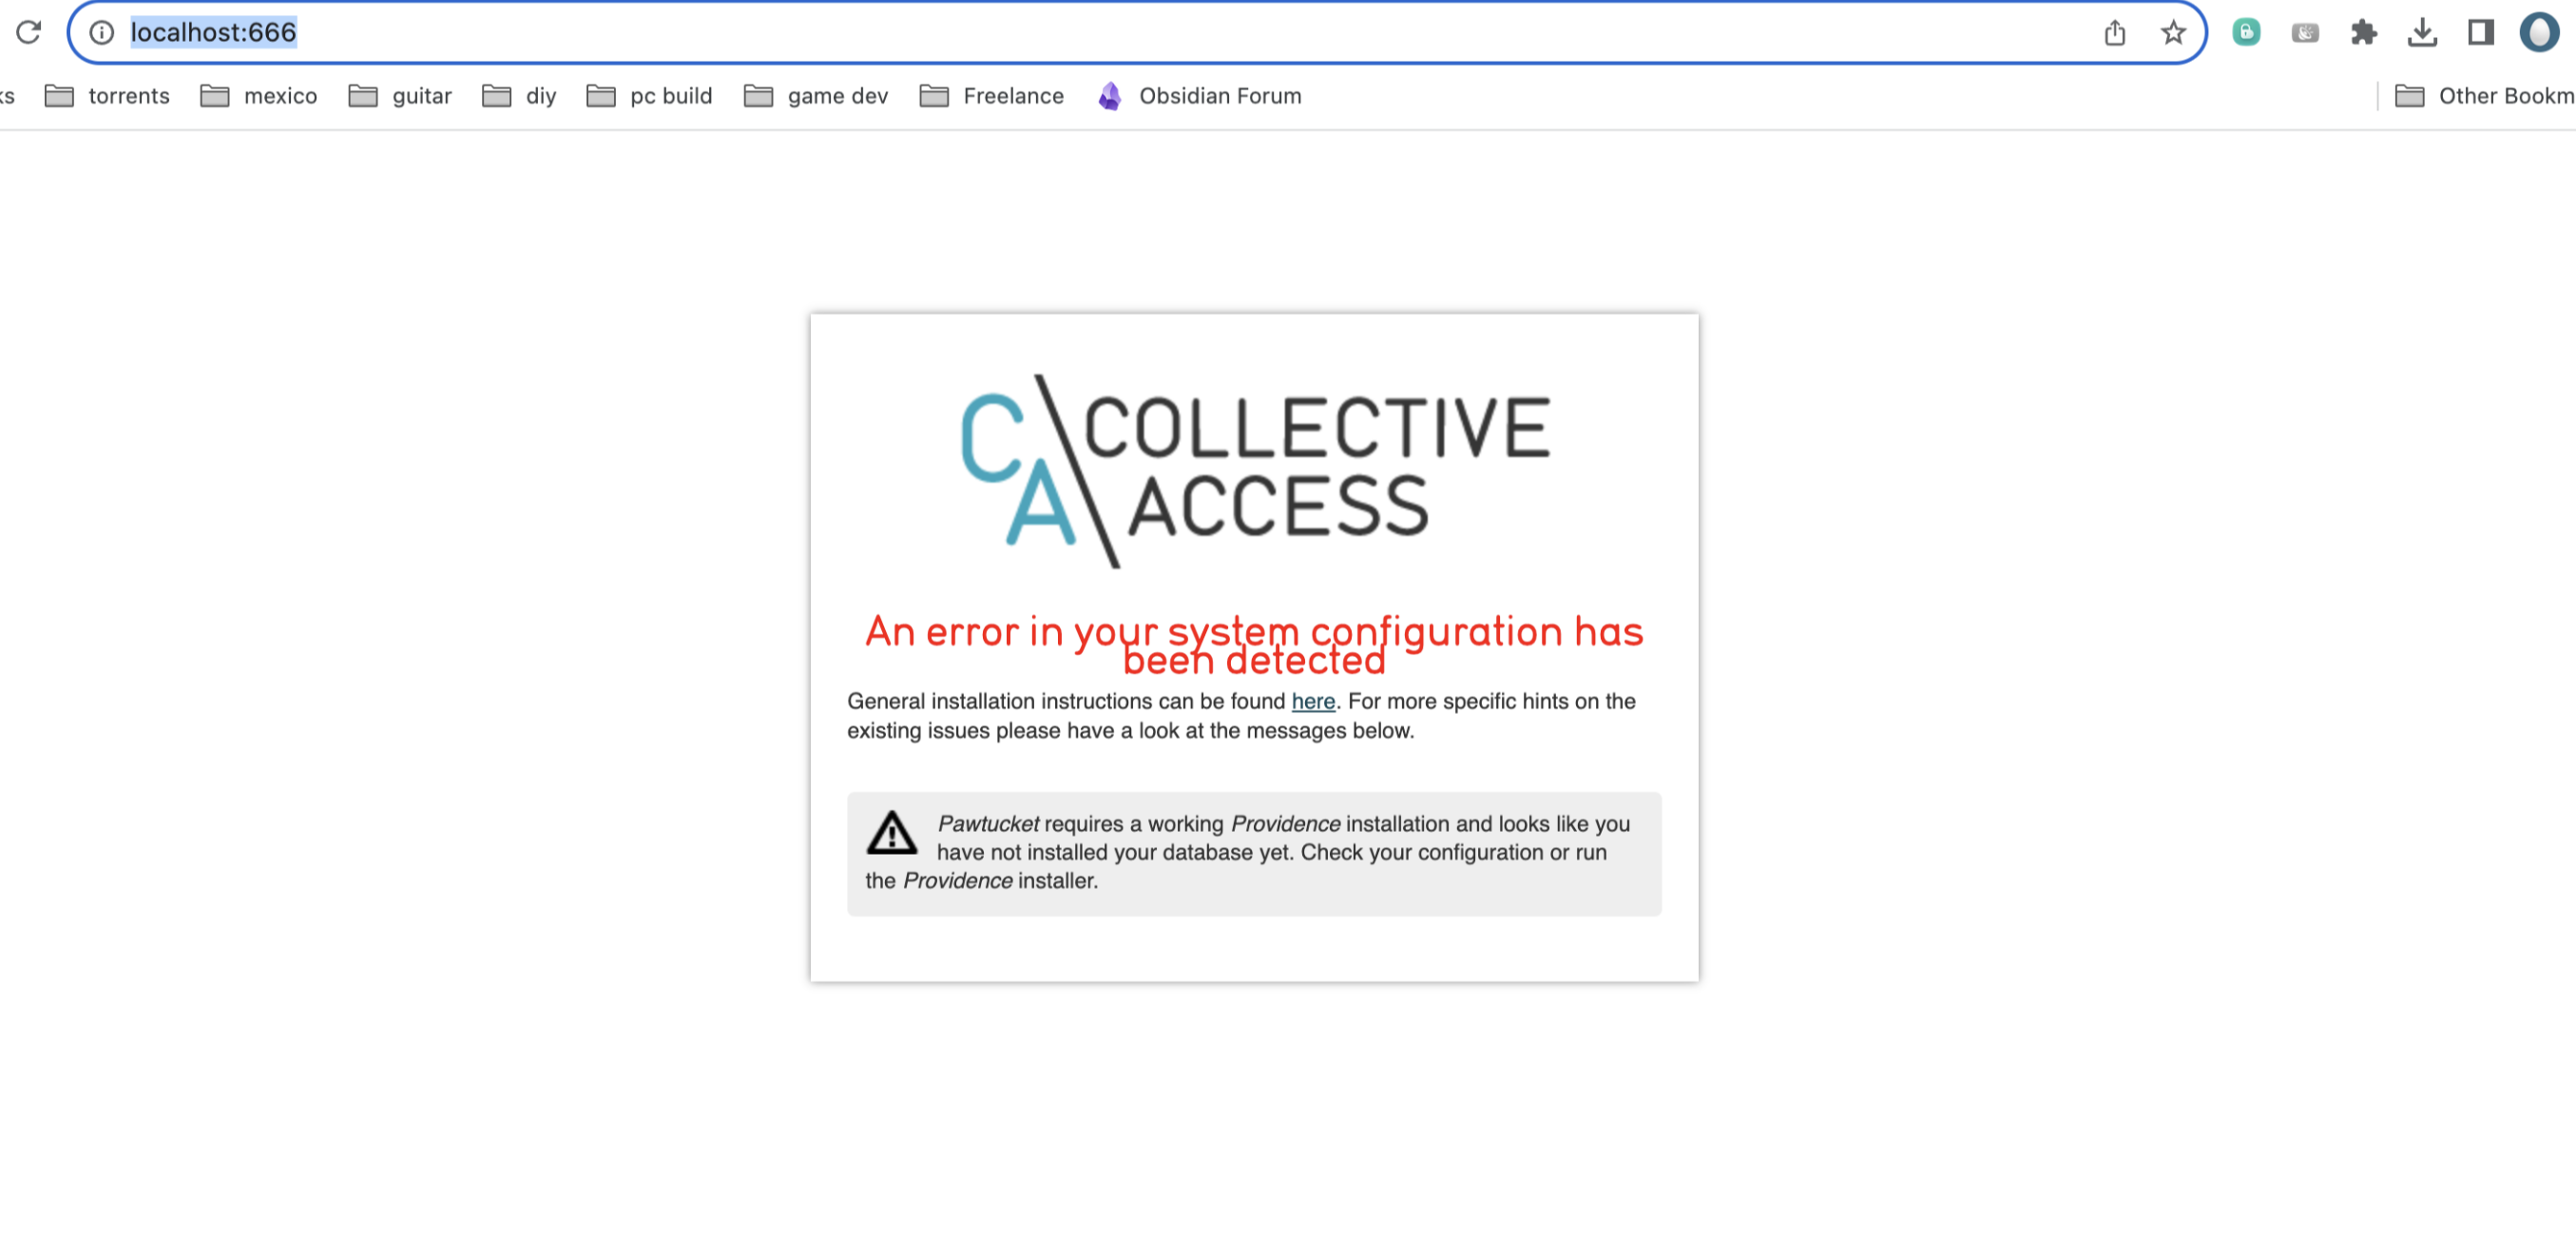 localhost:666
torrents mexico guitar diy pc build game dev Freelance Obsidian Forum Other Bookm
CA COLLECTIVE
ACCESS
An error in your system configuration has
been detected
General installation instructions can be found here. For more specific hints on the
existing issues please have a look at the messages below.
Pawtucket requires a working Providence installation and looks like you
have not installed your database yet. Check your configuration or run
the Providence installer.